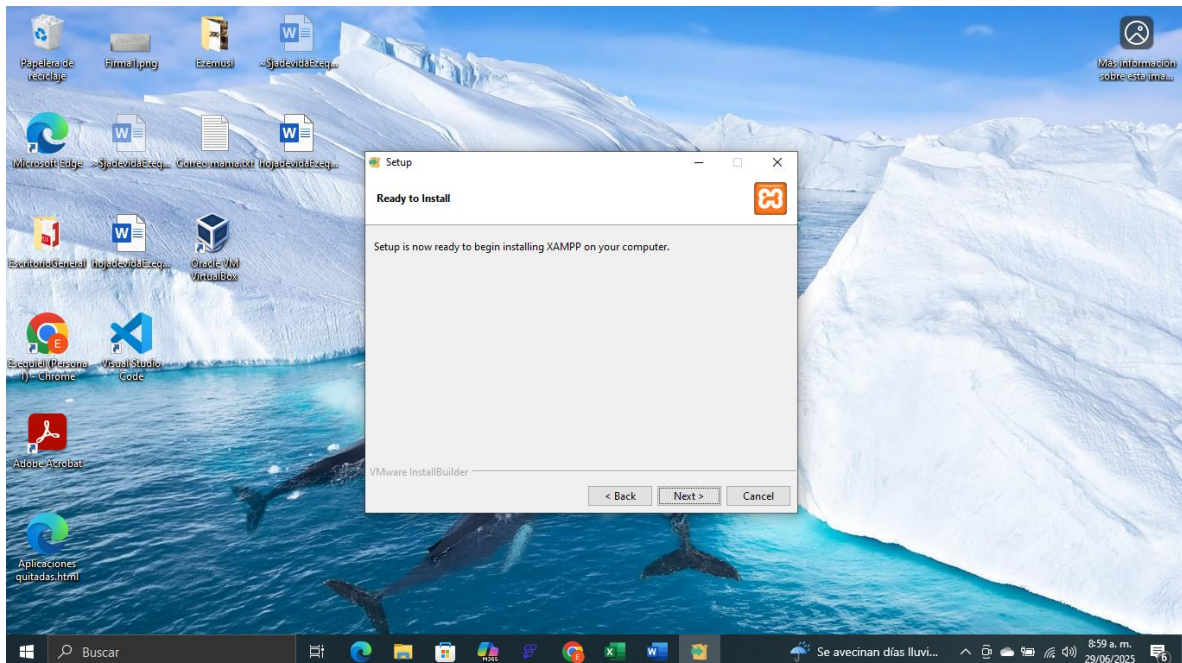 Papelera de
reciclaje
Firma1.png
Ezemusi
~$jadevidaEzeq...
Más información
sobre esta ima...
Microsoft Edge
~$jadevidaEzeq...
Correo mama.txt
hojadevidaEzeq...
EscritorioGeneral
hojadevidaEzeq...
Oracle VM
VirtualBox
Esequiel (Persona
l) - Chrome
Visual Studio
Code
Adobe Acrobat
Aplicaciones
quitadas.html
Setup
Ready to Install
Setup is now ready to begin installing XAMPP on your computer.
VMware InstallBuilder
< Back
Next >
Cancel
Buscar
M365
Se avecinan días lluvi...
8:59 a. m.
29/06/2025
6